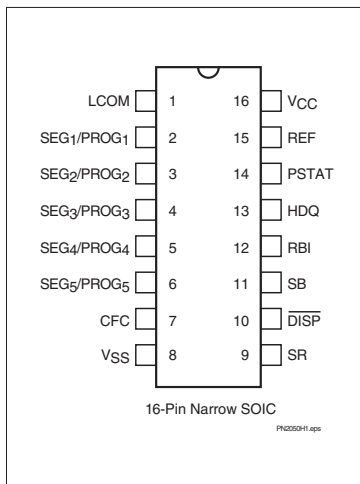 LCOM 1 16 VCC
SEG1/PROG1 2 15 REF
SEG2/PROG2 3 14 PSTAT
SEG3/PROG3 4 13 HDQ
SEG4/PROG4 5 12 RBI
SEG5/PROG5 6 11 SB
CFC 7 10 DISP
VSS 8 9 SR
16-Pin Narrow SOIC
PN2050H1.eps